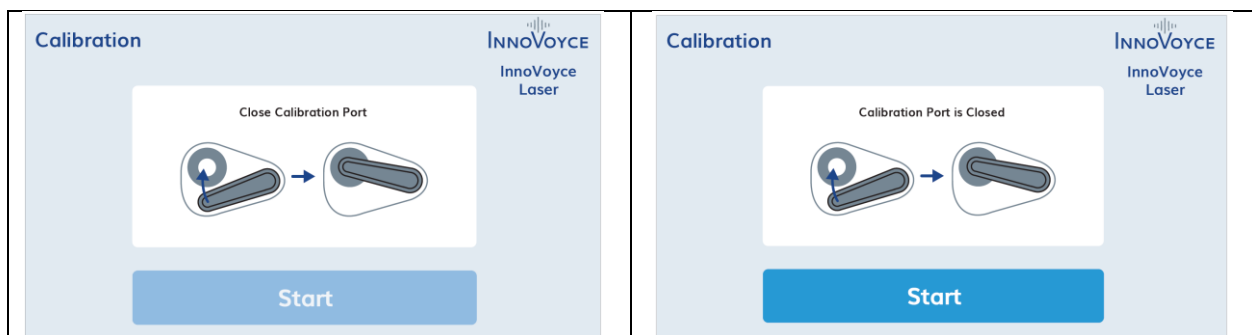 Calibration
INNOVOYCE
InnoVoyce
Laser
Close Calibration Port
Start
Calibration
INNOVOYCE
InnoVoyce
Laser
Calibration Port is Closed
Start